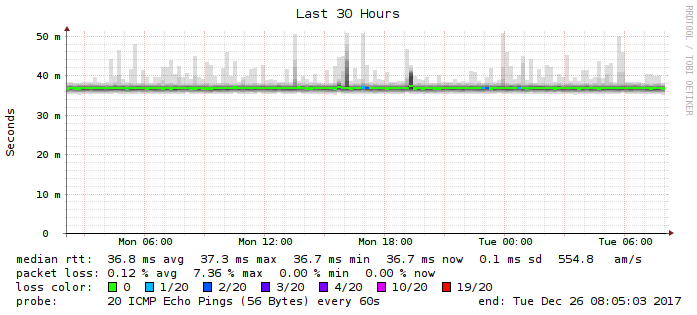 Last 30 Hours
RRDTOOL / TOBI OETIKER
Seconds
50 m
40 m
30 m
20 m
10 m
0
Mon 06:00 Mon 12:00 Mon 18:00 Tue 00:00 Tue 06:00
median rtt: 36.8 ms avg 37.3 ms max 36.7 ms min 36.7 ms now 0.1 ms sd 554.8 am/s
packet loss: 0.12 % avg 7.36 % max 0.00 % min 0.00 % now
loss color: 0 1/20 2/20 3/20 4/20 10/20 19/20
probe: 20 ICMP Echo Pings (56 Bytes) every 60s end: Tue Dec 26 08:05:03 2017